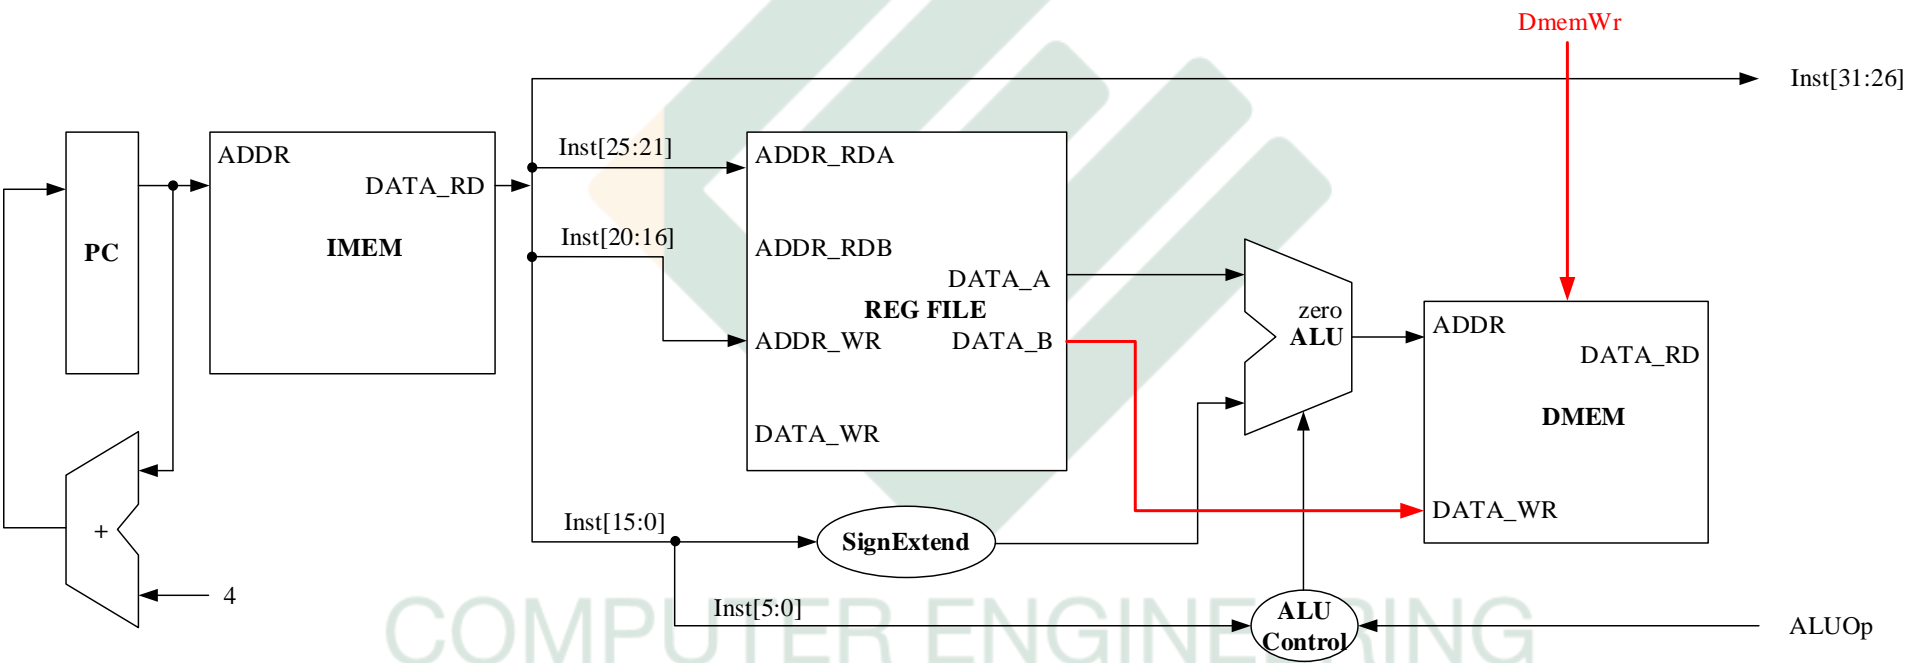 DmemWr
Inst[31:26]
Inst[25:21]
ADDR
DATA_RD
ADDR_RDA
PC
IMEM
Inst[20:16]
ADDR_RDB
DATA_A
REG FILE
ADDR_WR
DATA_B
zero
ALU
ADDR
DATA_RD
DMEM
DATA_WR
DATA_WR
Inst[15:0]
SignExtend
+
4
Inst[5:0]
ALU
Control
ALUOp
COMPUTER ENGINEERING